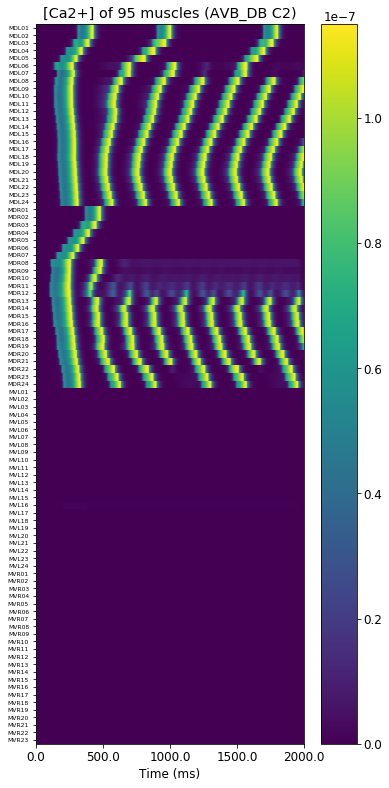 [Ca2+] of 95 muscles (AVB_DB C2)
1e−7
MDL01
MDL02
MDL03
MDL04
MDL05
MDL06
MDL07
MDL08
MDL09
MDL10
MDL11
MDL12
MDL13
MDL14
MDL15
MDL16
MDL17
MDL18
MDL19
MDL20
MDL21
MDL22
MDL23
MDL24
MDR01
MDR02
MDR03
MDR04
MDR05
MDR06
MDR07
MDR08
MDR09
MDR10
MDR11
MDR12
MDR13
MDR14
MDR15
MDR16
MDR17
MDR18
MDR19
MDR20
MDR21
MDR22
MDR23
MDR24
MVL01
MVL02
MVL03
MVL04
MVL05
MVL06
MVL07
MVL08
MVL09
MVL10
MVL11
MVL12
MVL13
MVL14
MVL15
MVL16
MVL17
MVL18
MVL19
MVL20
MVL21
MVL22
MVL23
MVL24
MVR01
MVR02
MVR03
MVR04
MVR05
MVR06
MVR07
MVR08
MVR09
MVR10
MVR11
MVR12
MVR13
MVR14
MVR15
MVR16
MVR17
MVR18
MVR19
MVR20
MVR21
MVR22
MVR23
1.0
0.8
0.6
0.4
0.2
0.0
0.0 500.0 1000.0 1500.0 2000.0
Time (ms)